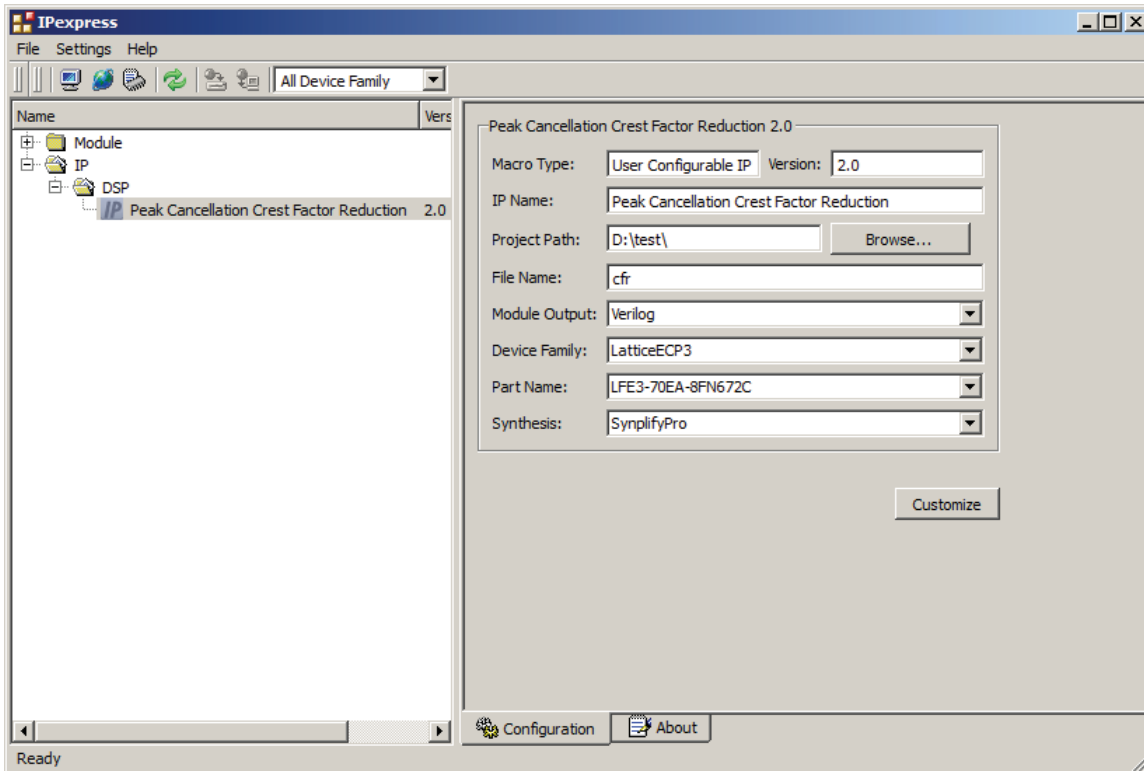 IPexpress
File Settings Help
All Device Family
Name Vers
Module
IP
DSP
IP Peak Cancellation Crest Factor Reduction 2.0
Peak Cancellation Crest Factor Reduction 2.0
Macro Type: User Configurable IP Version: 2.0
IP Name: Peak Cancellation Crest Factor Reduction
Project Path: D:\test\ Browse...
File Name: cfr
Module Output: Verilog
Device Family: LatticeECP3
Part Name: LFE3-70EA-8FN672C
Synthesis: SynplifyPro
Customize
Configuration About
Ready